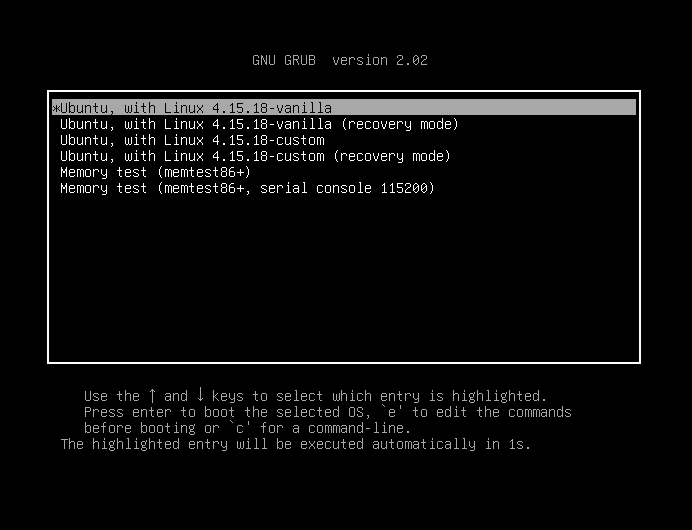 GNU GRUB  version 2.02
*Ubuntu, with Linux 4.15.18-vanilla
Ubuntu, with Linux 4.15.18-vanilla (recovery mode)
Ubuntu, with Linux 4.15.18-custom
Ubuntu, with Linux 4.15.18-custom (recovery mode)
Memory test (memtest86+)
Memory test (memtest86+, serial console 115200)
Use the ↑ and ↓ keys to select which entry is highlighted.
Press enter to boot the selected OS, `e' to edit the commands
before booting or `c' for a command-line.
The highlighted entry will be executed automatically in 1s.